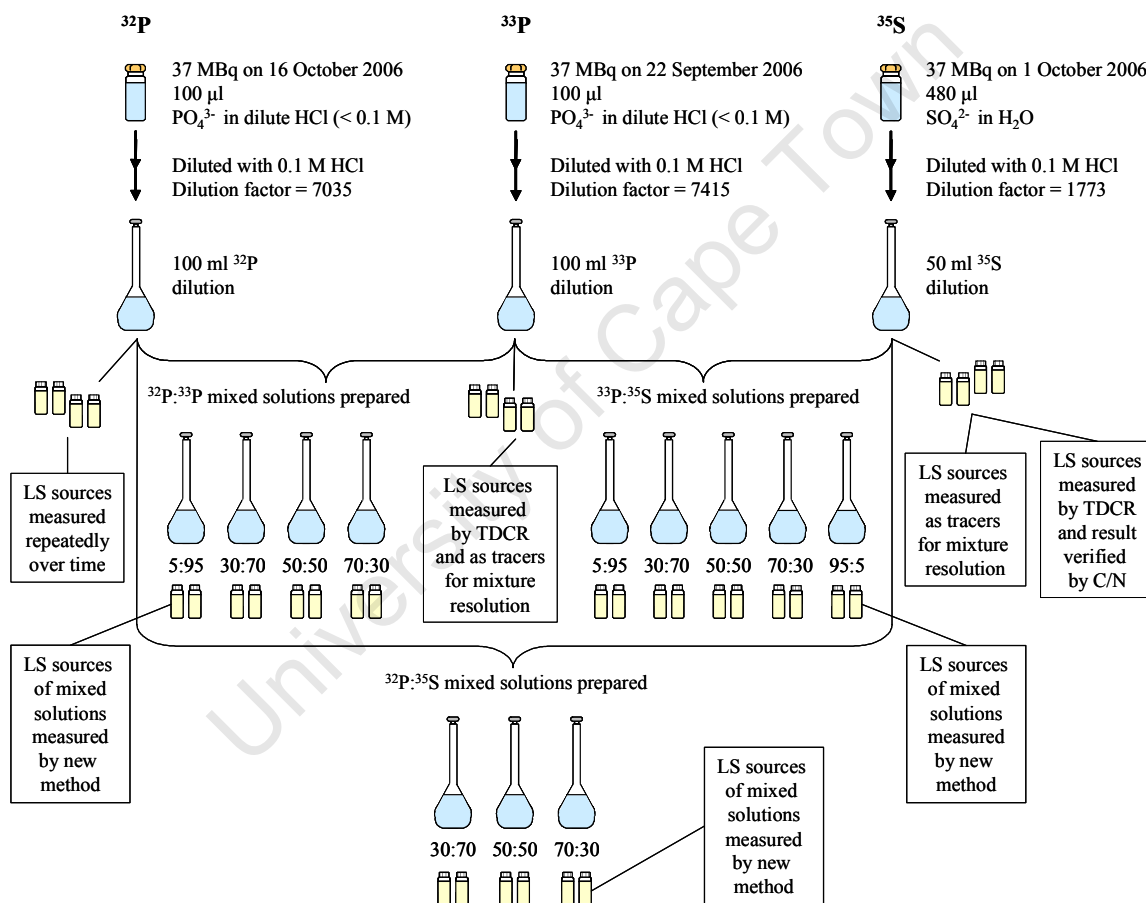 ³²P
37 MBq on 16 October 2006
100 µl
PO₄³⁻ in dilute HCl (< 0.1 M)
Diluted with 0.1 M HCl
Dilution factor = 7035
100 ml ³²P
dilution
³³P
37 MBq on 22 September 2006
100 µl
PO₄³⁻ in dilute HCl (< 0.1 M)
Diluted with 0.1 M HCl
Dilution factor = 7415
100 ml ³³P
dilution
³⁵S
37 MBq on 1 October 2006
480 µl
SO₄²⁻ in H₂O
Diluted with 0.1 M HCl
Dilution factor = 1773
50 ml ³⁵S
dilution
³²P:³³P mixed solutions prepared
³³P:³⁵S mixed solutions prepared
LS sources
measured
repeatedly
over time
5:95 30:70 50:50 70:30
LS sources
measured
by TDCR
and as tracers
for mixture
resolution
5:95 30:70 50:50 70:30 95:5
LS sources
measured
as tracers
for mixture
resolution
LS sources
measured by
TDCR
and result
verified
by C/N
LS sources
of mixed
solutions
measured
by new
method
³²P:³⁵S mixed solutions prepared
LS sources
of mixed
solutions
measured
by new
method
30:70 50:50 70:30
LS sources
of mixed
solutions
measured
by new
method
University of Cape Town